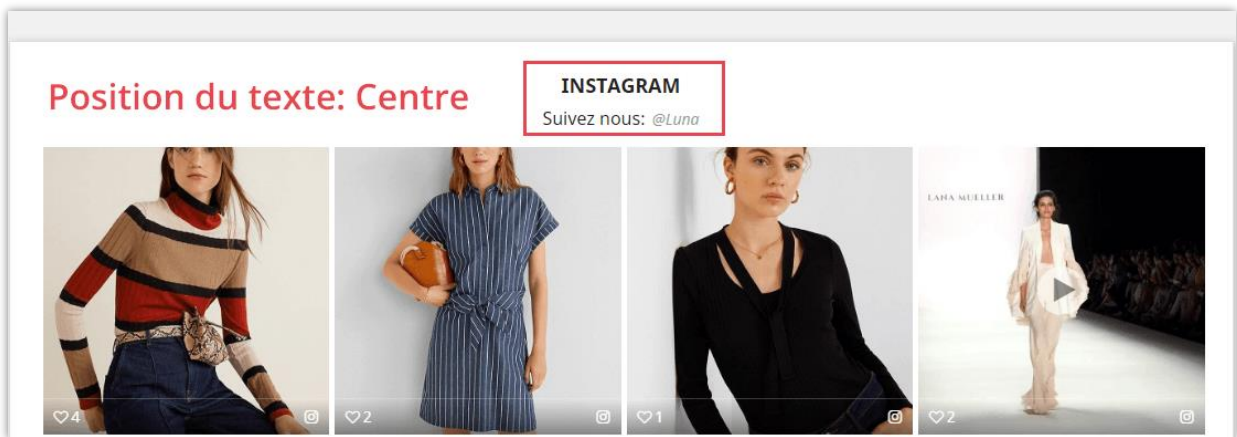 Position du texte: Centre
INSTAGRAM
Suivez nous: @Luna
LANA MUELLER
4
2
1
2